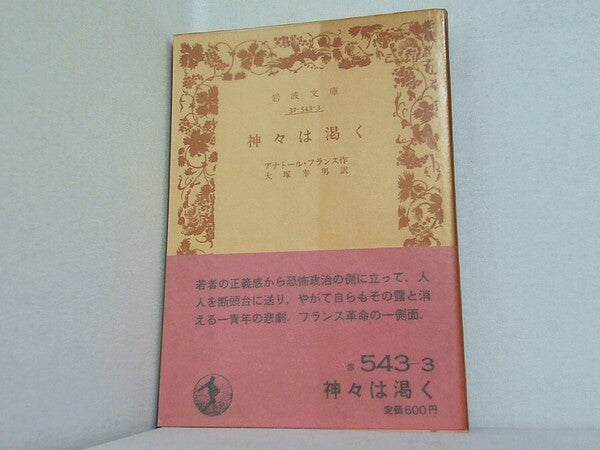 岩波文庫
32-543-3
神々は渇く
アナトール・フランス作
大塚幸男訳
若者の正義感から恐怖政治の側に立って，人
人を断頭台に送り，やがて自らもその露と消
える一青年の悲劇．フランス革命の一側面．
赤 543-3
神々は渇く
定価600円